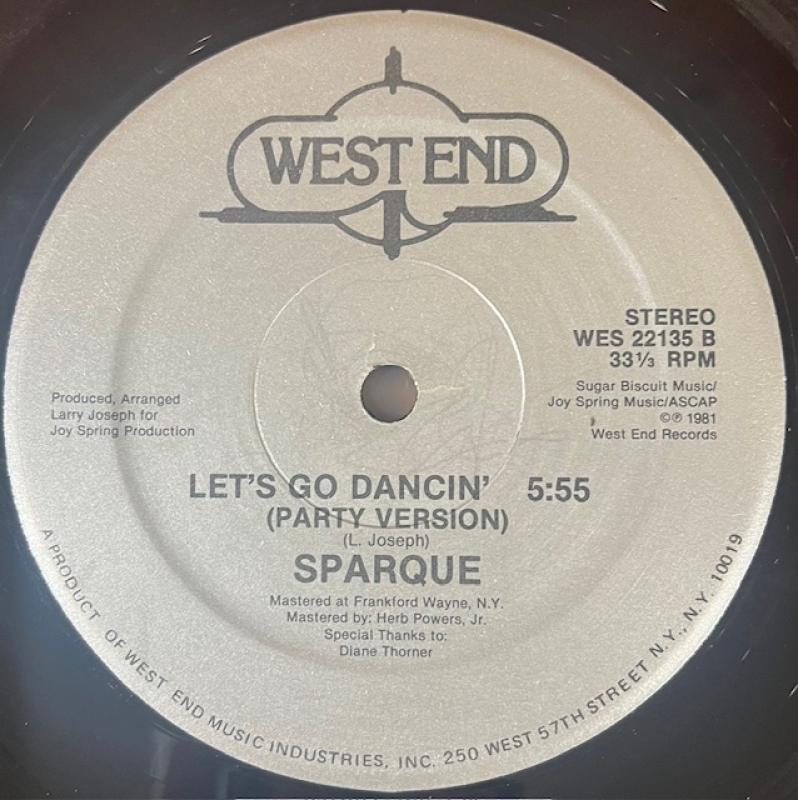 WEST END
STEREO
WES 22135 B
33⅓ RPM
Sugar Biscuit Music/
Joy Spring Music/ASCAP
©℗ 1981
West End Records
Produced, Arranged
Larry Joseph for
Joy Spring Production
LET'S GO DANCIN' 5:55
(PARTY VERSION)
(L. Joseph)
SPARQUE
Mastered at Frankford Wayne, N.Y.
Mastered by: Herb Powers, Jr.
Special Thanks to:
Diane Thorner
A PRODUCT OF WEST END MUSIC INDUSTRIES, INC. 250 WEST 57TH STREET N.Y., N.Y. 10019